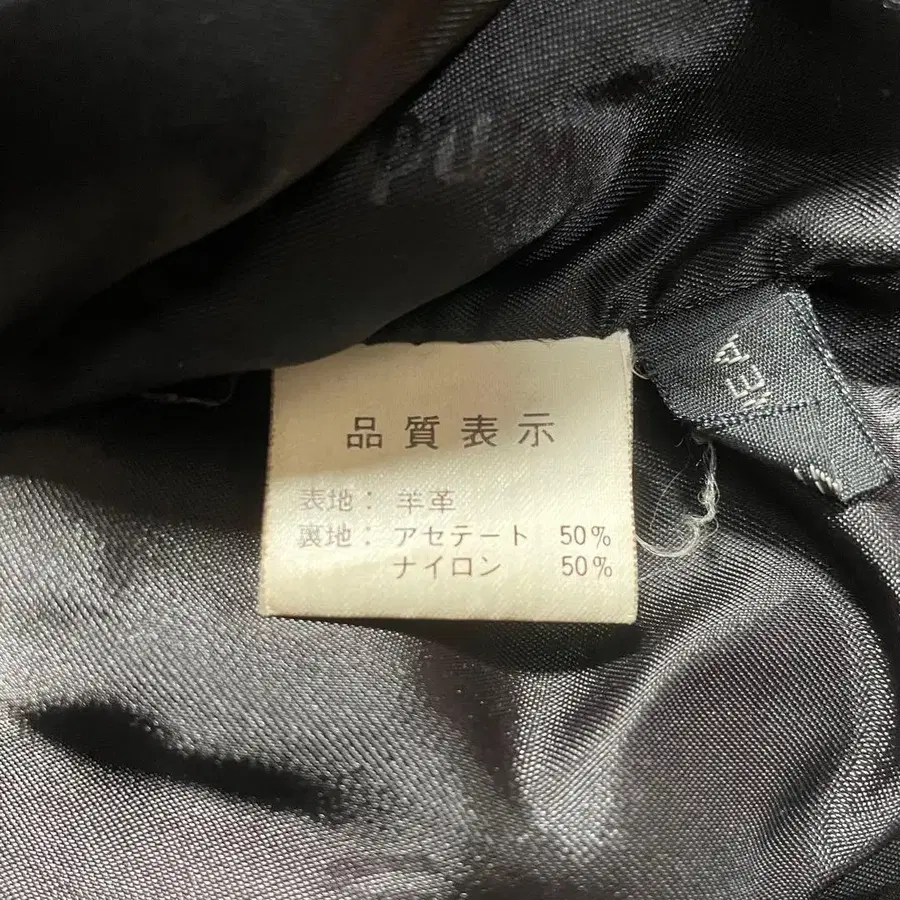 品質表示
表地： 羊革
裏地： アセテート 50%
ナイロン 50%